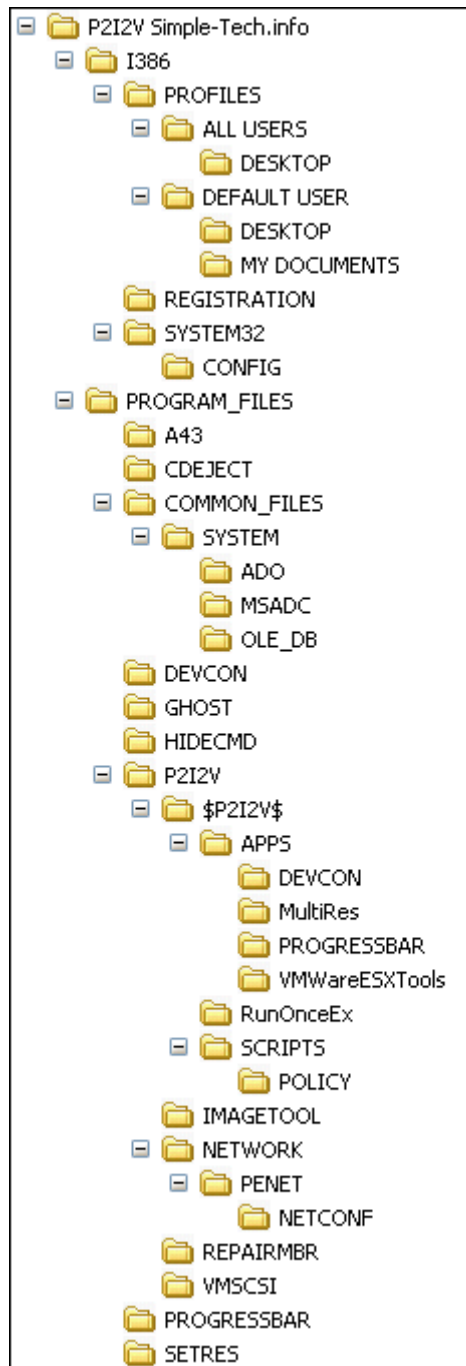 P2I2V Simple-Tech.info
I386
PROFILES
ALL USERS
DESKTOP
DEFAULT USER
DESKTOP
MY DOCUMENTS
REGISTRATION
SYSTEM32
CONFIG
PROGRAM_FILES
A43
CDEJECT
COMMON_FILES
SYSTEM
ADO
MSADC
OLE_DB
DEVCON
GHOST
HIDECMD
P2I2V
$P2I2V$
APPS
DEVCON
MultiRes
PROGRESSBAR
VMWareESXTools
RunOnceEx
SCRIPTS
POLICY
IMAGETOOL
NETWORK
PENET
NETCONF
REPAIRMBR
VMSCSI
PROGRESSBAR
SETRES